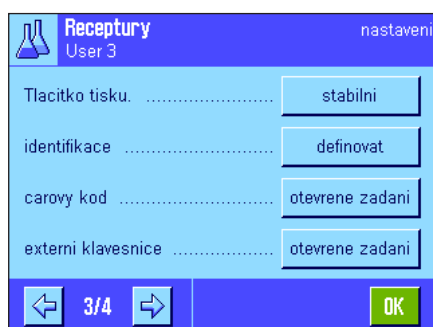 Receptury nastaveni
User 3
Tlacitko tisku. ........................ stabilni
identifikace ............................ definovat
carovy kod ............................. otevrene zadani
externi klavesnice ................... otevrene zadani
3/4 OK